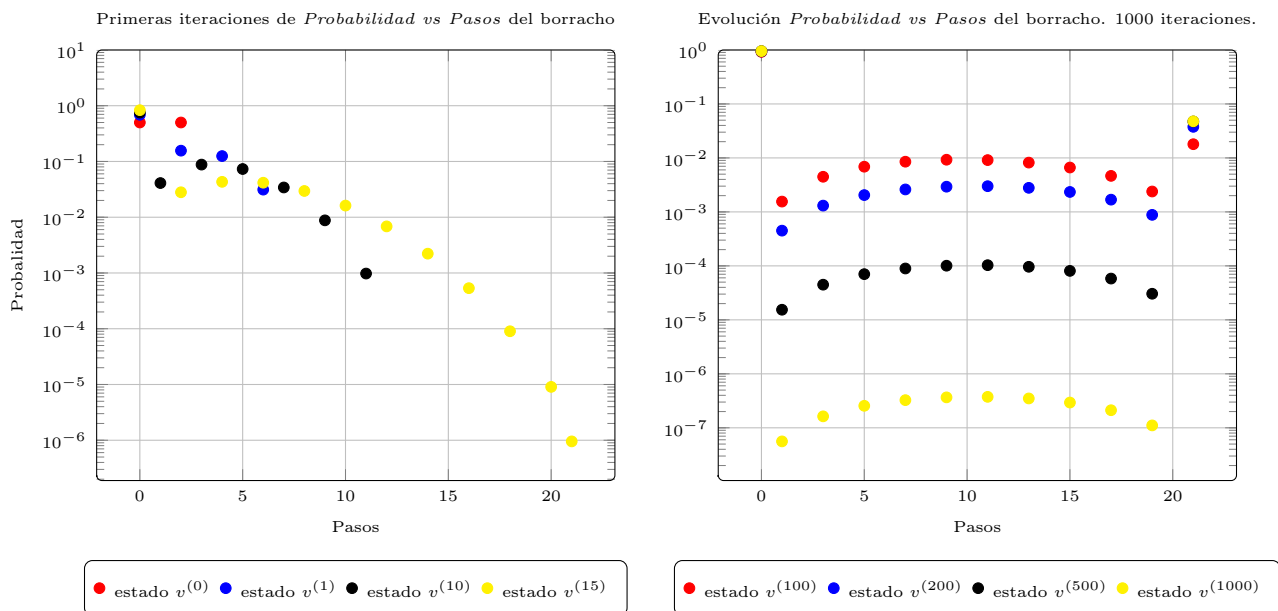 Primeras iteraciones de Probabilidad vs Pasos del borracho
10^1
10^0
10^−1
10^−2
10^−3
10^−4
10^−5
10^−6
Probalidad
0 5 10 15 20
Pasos
estado v^(0) estado v^(1) estado v^(10) estado v^(15)
Evolución Probabilidad vs Pasos del borracho. 1000 iteraciones.
10^0
10^−1
10^−2
10^−3
10^−4
10^−5
10^−6
10^−7
0 5 10 15 20
Pasos
estado v^(100) estado v^(200) estado v^(500) estado v^(1000)